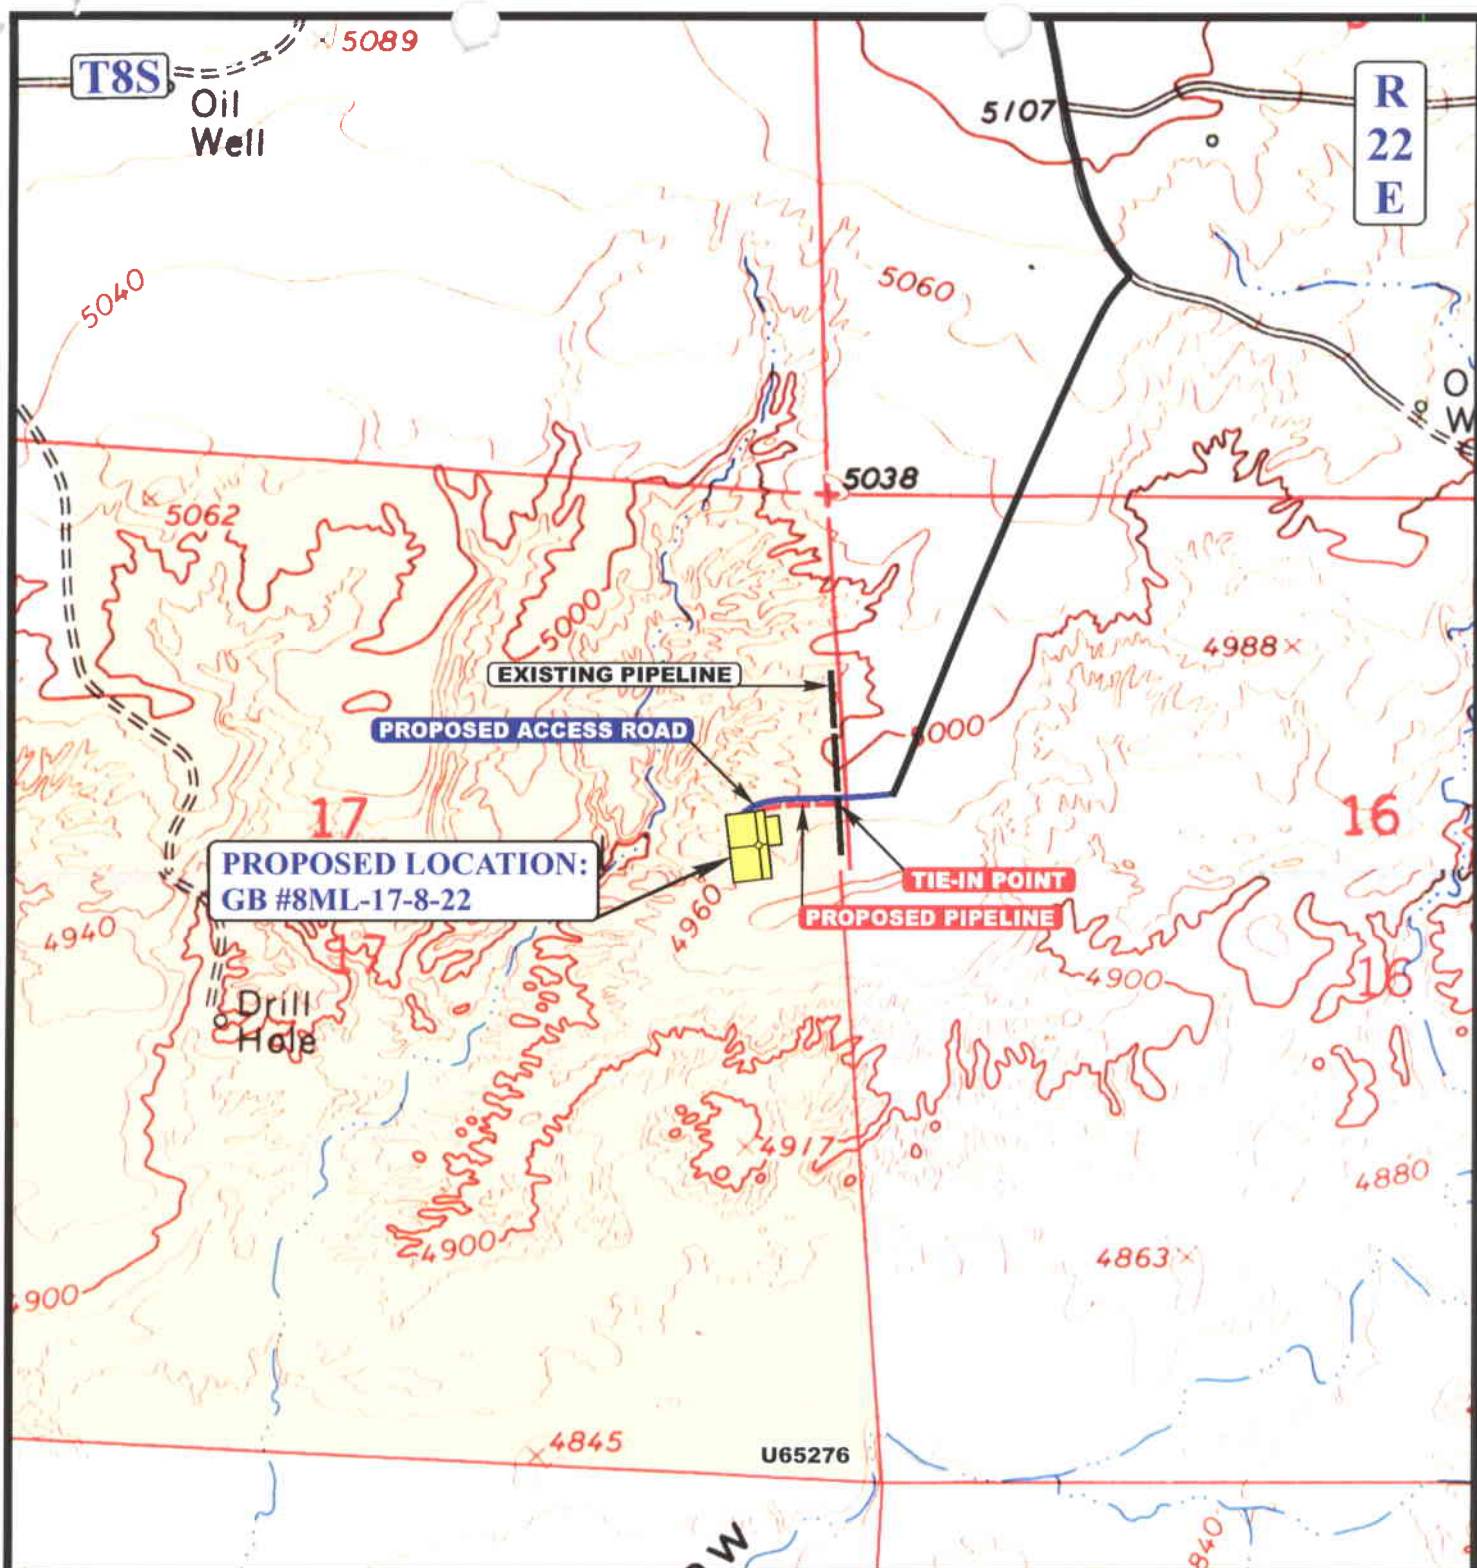 5089
T8S
Oil
Well
5107
R
22
E
5040
5060
O
W
5038
5062
5000
4988
EXISTING PIPELINE
PROPOSED ACCESS ROAD
5000
17
16
PROPOSED LOCATION:
GB #8ML-17-8-22
TIE-IN POINT
PROPOSED PIPELINE
4960
4940
17
4900
16
Drill
Hole
4917
4880
4900
4863
4900
4845
U65276
W
840